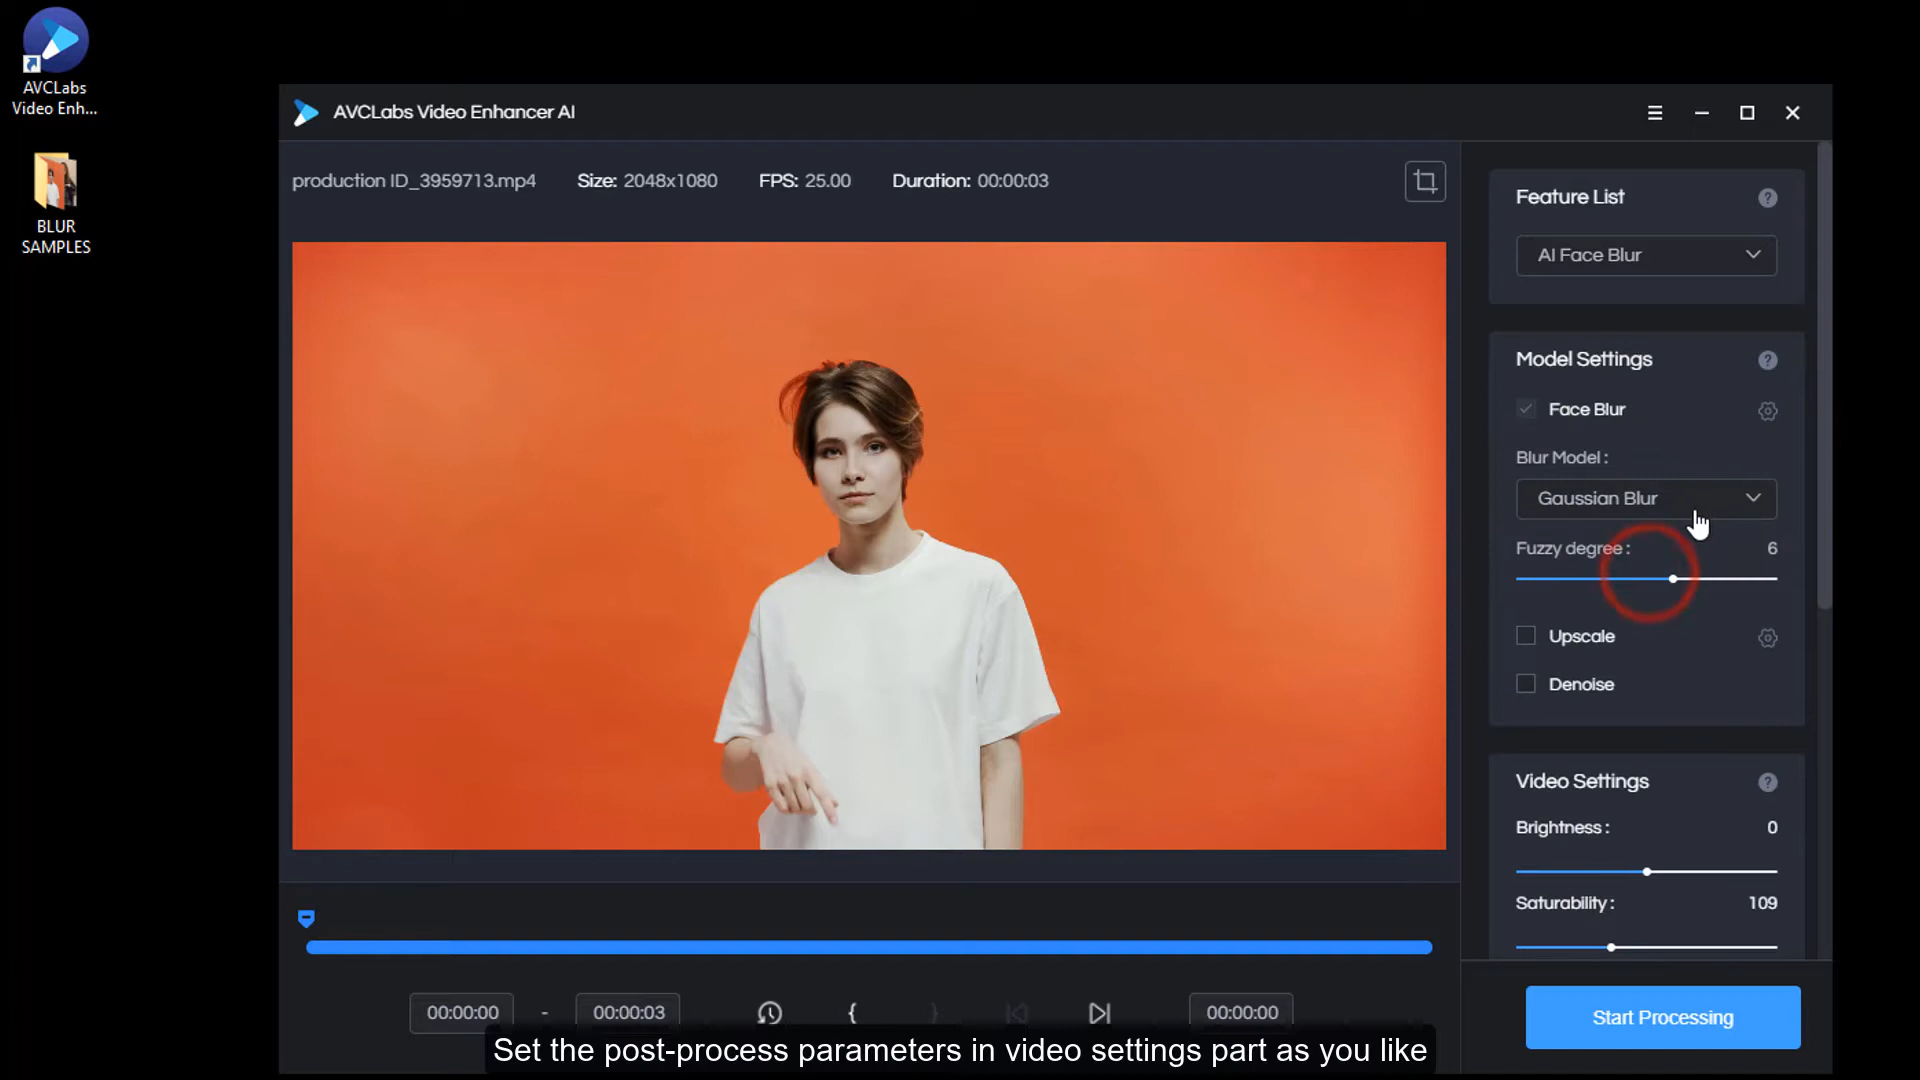 AVCLabs
Video Enh...
BLUR
SAMPLES
AVCLabs Video Enhancer AI
production ID_3959713.mp4 Size: 2048x1080 FPS: 25.00 Duration: 00:00:03
Feature List ?
AI Face Blur
Model Settings ?
Face Blur
Blur Model :
Gaussian Blur
Fuzzy degree : 6
Upscale
Denoise
Video Settings ?
Brightness : 0
Saturability : 109
00:00:00 - 00:00:03 { } 00:00:00
Start Processing
Set the post-process parameters in video settings part as you like